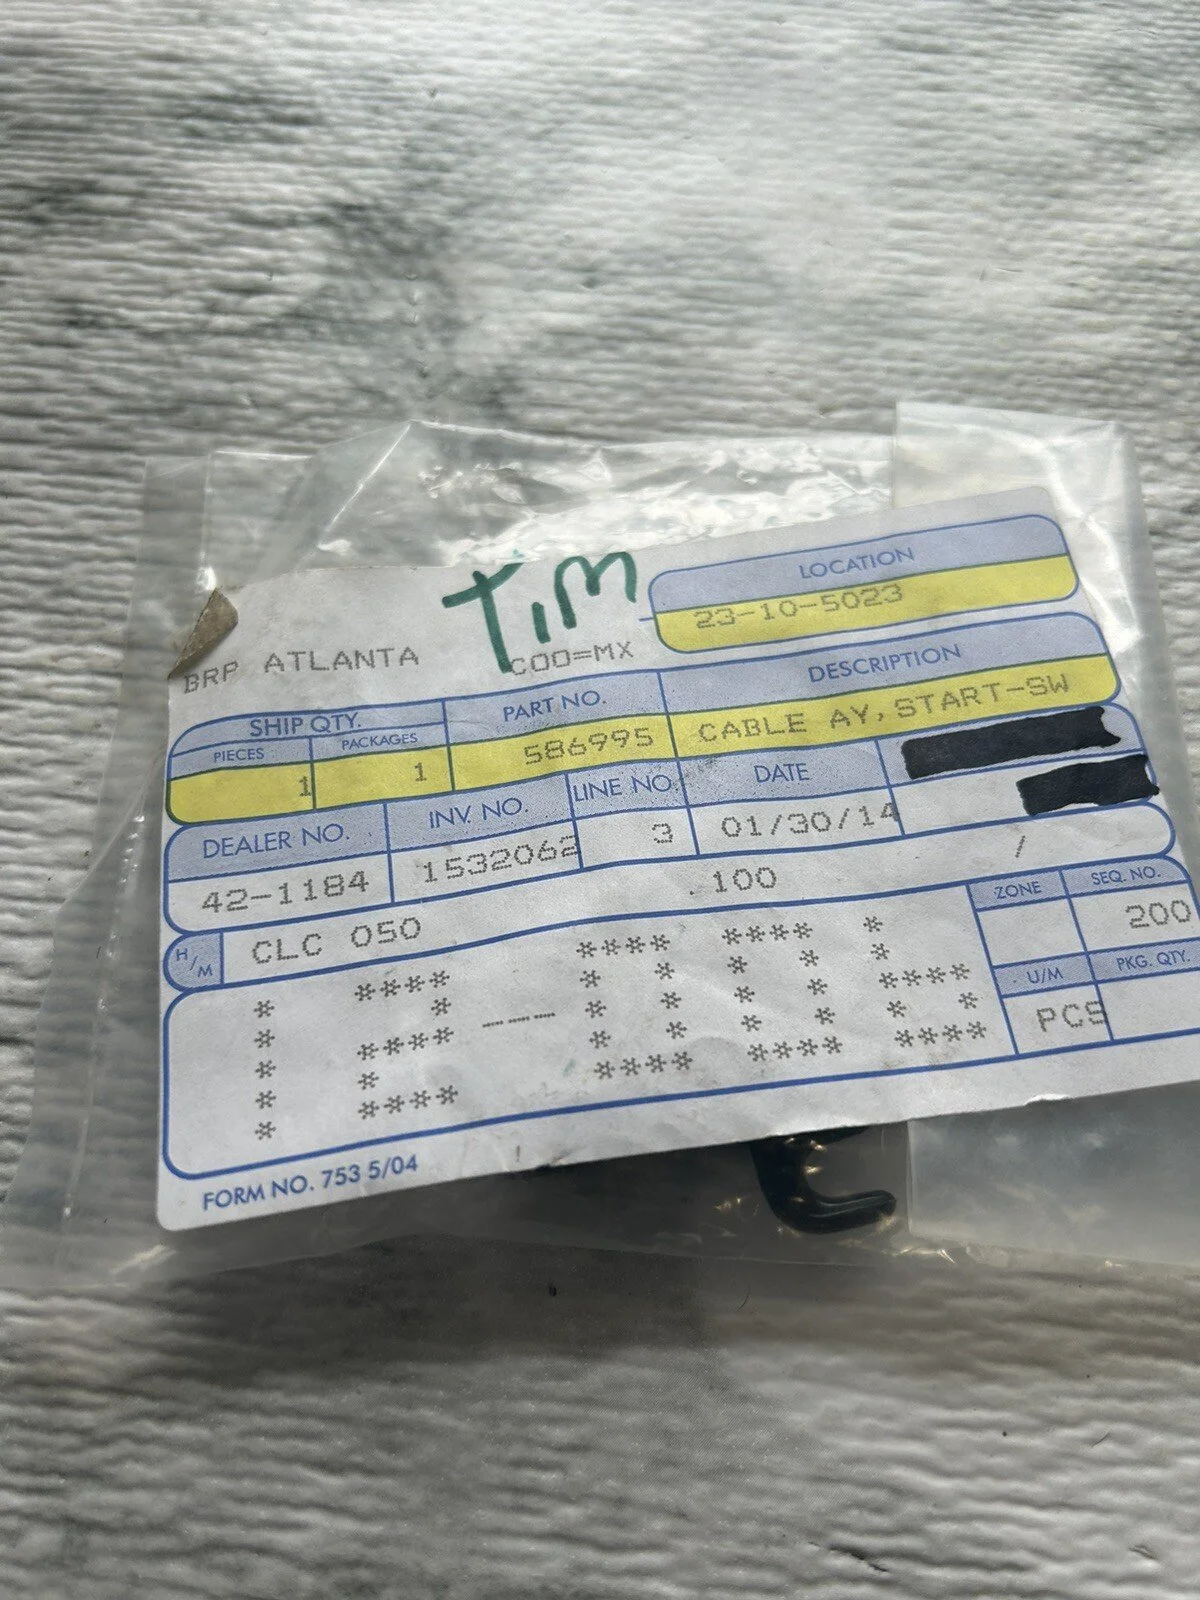 TIM
BRP ATLANTA COO=MX
LOCATION
23-10-5023
SHIP QTY. PART NO. DESCRIPTION
PIECES PACKAGES
1 1 586995 CABLE AY, START-SW
DEALER NO. INV. NO. LINE NO. DATE
42-1184 1532062 3 01/30/14
H/M CLC 050 .100 /
ZONE SEQ. NO.
200
U/M PKG. QTY.
PCS
FORM NO. 753 5/04